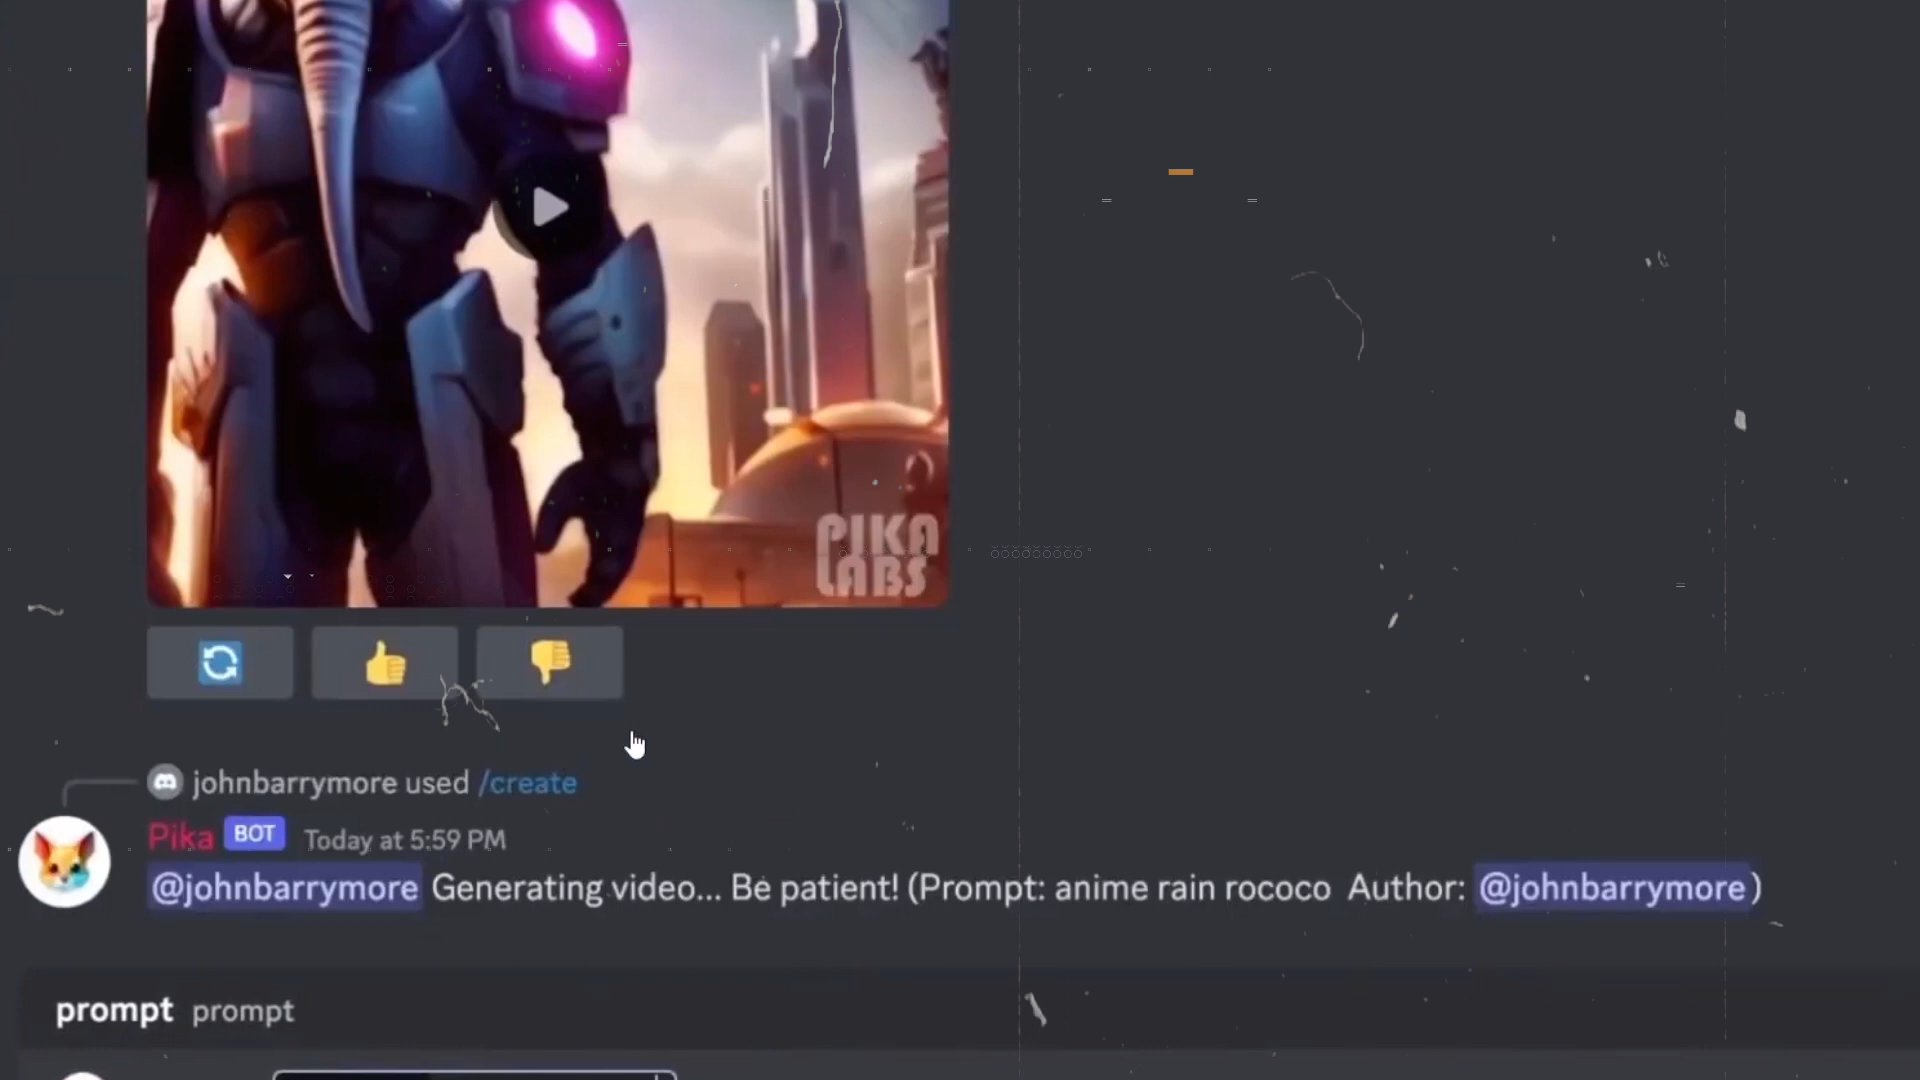 PIKA
LABS
johnbarrymore used /create
Pika BOT Today at 5:59 PM
@johnbarrymore Generating video... Be patient! (Prompt: anime rain rococo Author: @johnbarrymore)
prompt prompt